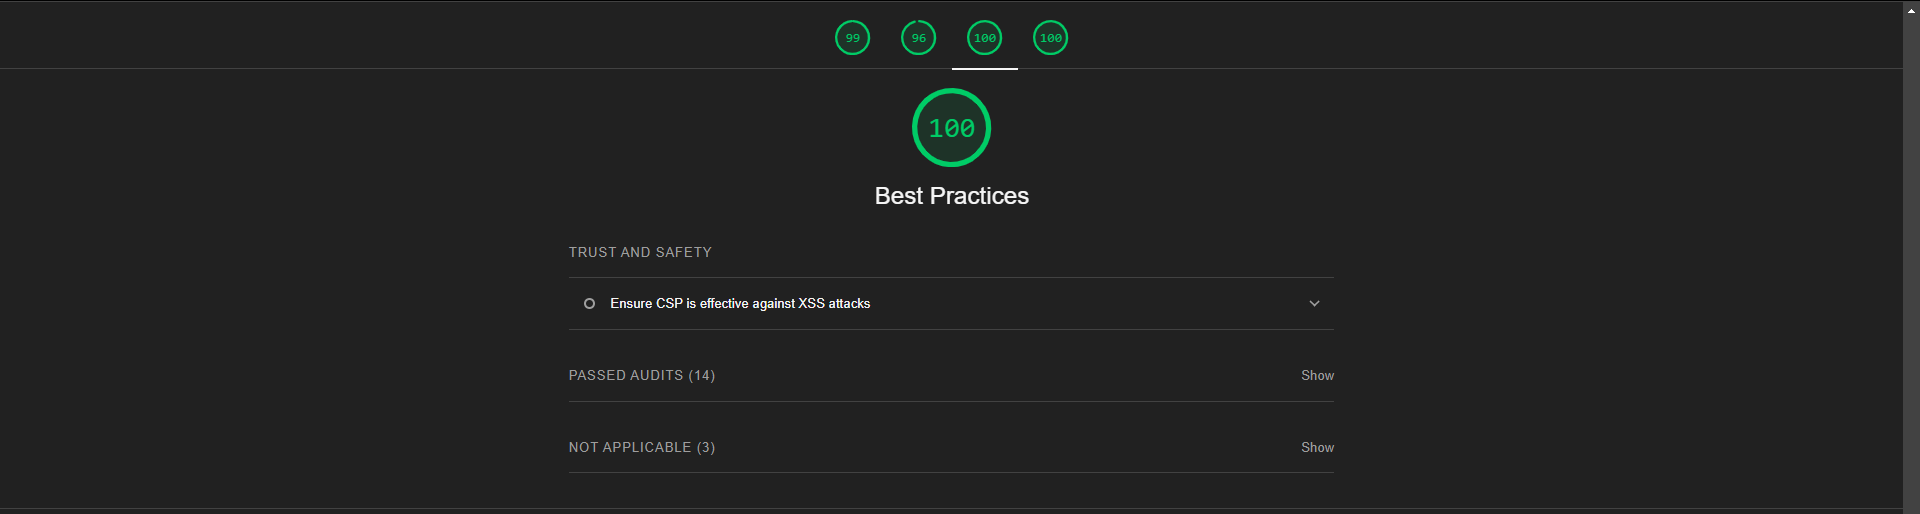 99 96 100 100
100
Best Practices
TRUST AND SAFETY
Ensure CSP is effective against XSS attacks
PASSED AUDITS (14) Show
NOT APPLICABLE (3) Show